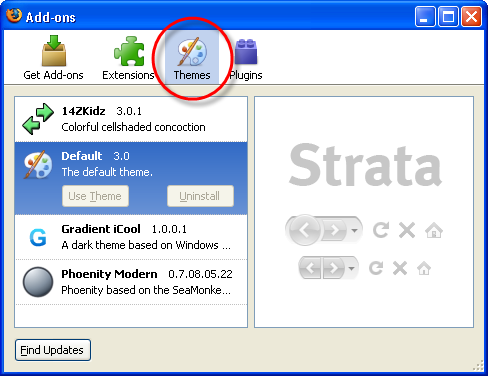 Add-ons
Get Add-ons
Extensions
Themes
Plugins
14ZKidz 3.0.1
Colorful cellshaded concoction
Default 3.0
The default theme.
Use Theme
Uninstall
Gradient iCool 1.0.0.1
A dark theme based on Windows ...
Phoenity Modern 0.7.08.05.22
Phoenity based on the SeaMonke...
Strata
Find Updates